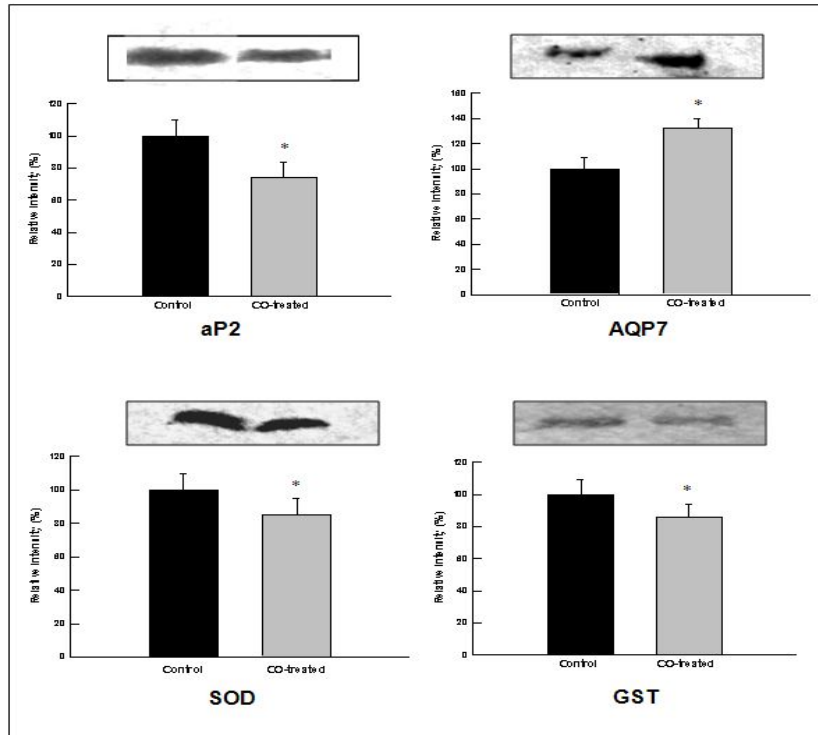 Relative Intensity (%)
120
100
80
60
40
20
0
*
Control
CO-treated
aP2
Relative Intensity (%)
160
140
120
100
80
60
40
20
0
*
Control
CO-treated
AQP7
Relative Intensity (%)
120
100
80
60
40
20
0
*
Control
CO-treated
SOD
Relative Intensity (%)
120
100
80
60
40
20
0
*
Control
CO-treated
GST